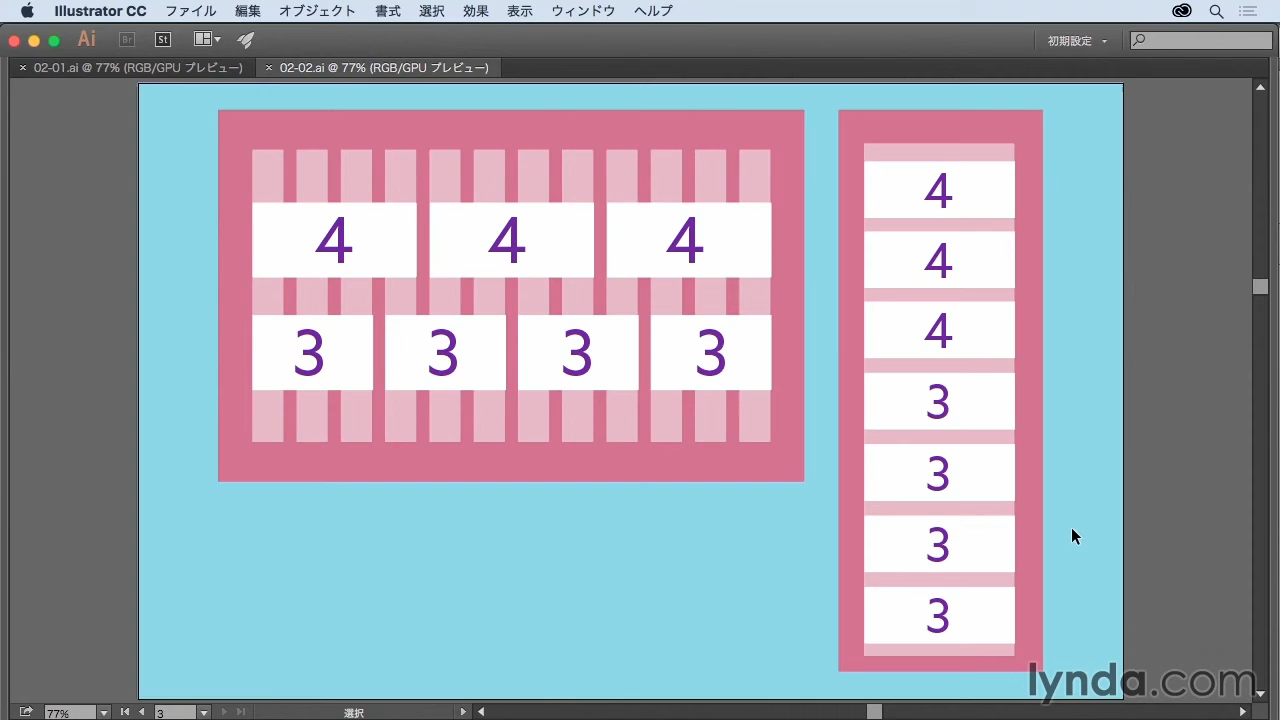 Illustrator CC ファイル 編集 オブジェクト 書式 選択 効果 表示 ウィンドウ ヘルプ
Ai Br St 初期設定
× 02-01.ai @ 77% (RGB/GPU プレビュー) × 02-02.ai @ 77% (RGB/GPU プレビュー)
4 4 4
3 3 3 3
4
4
4
3
3
3
3
lynda.com
77% 3 選択